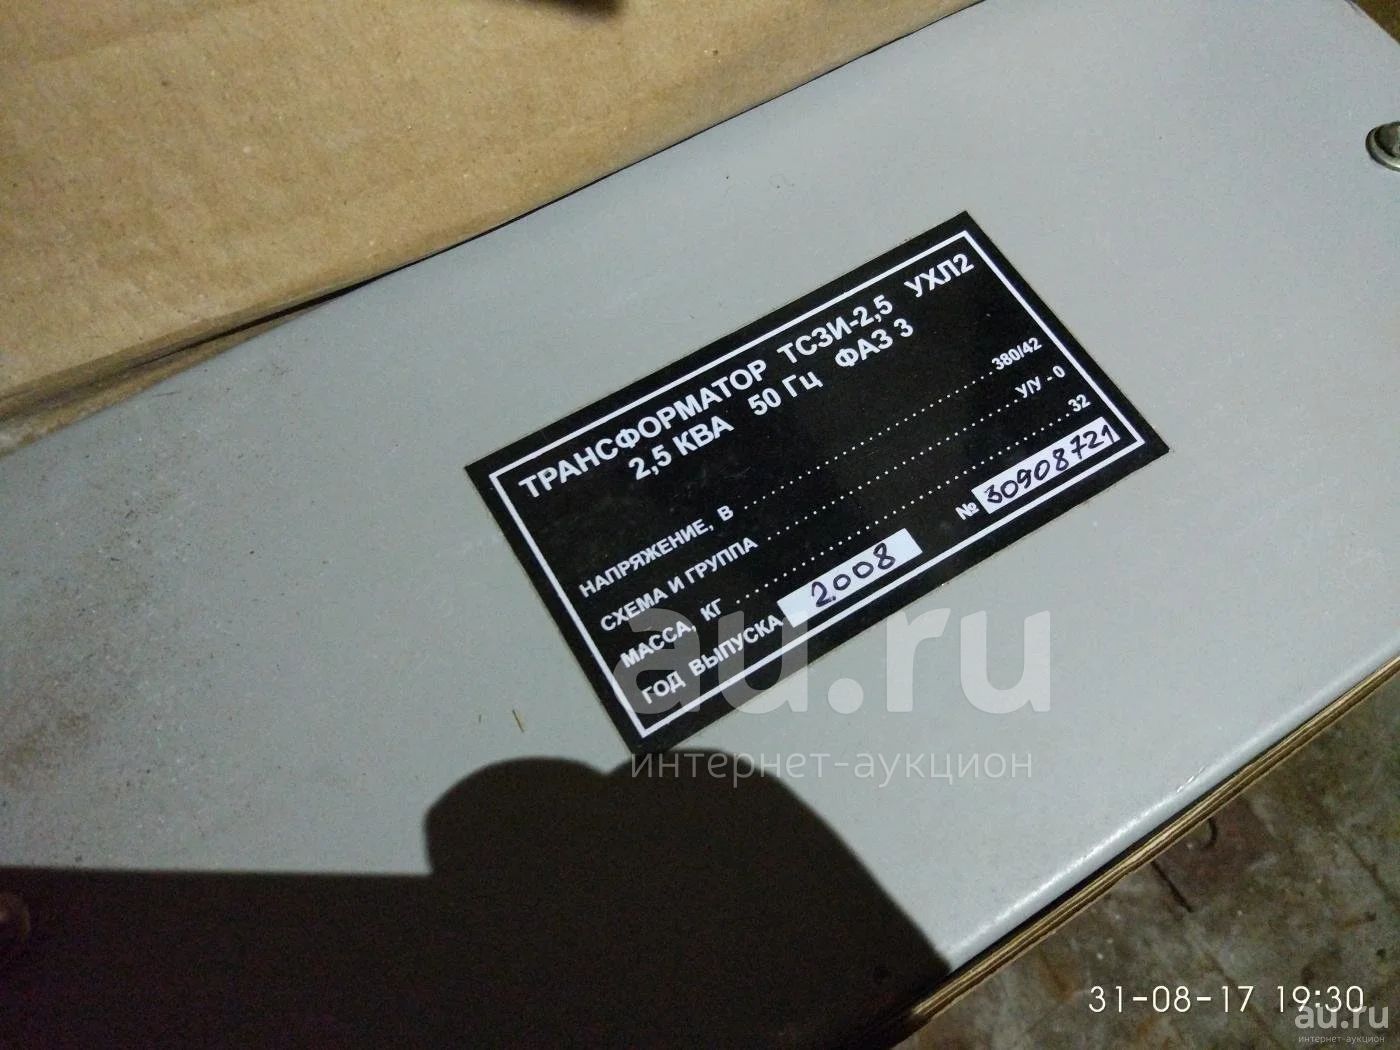 ТРАНСФОРМАТОР ТСЗИ-2,5 УХЛ2
2,5 КВА 50 Гц ФАЗ 3
НАПРЯЖЕНИЕ, В ........................ 380/42
СХЕМА И ГРУППА ........................ У/У - 0
МАССА, КГ ........................ 32
ГОД ВЫПУСКА 2008 № 30908721
au.ru
интернет-аукцион
31-08-17 19:30
au.ru
интернет-аукцион